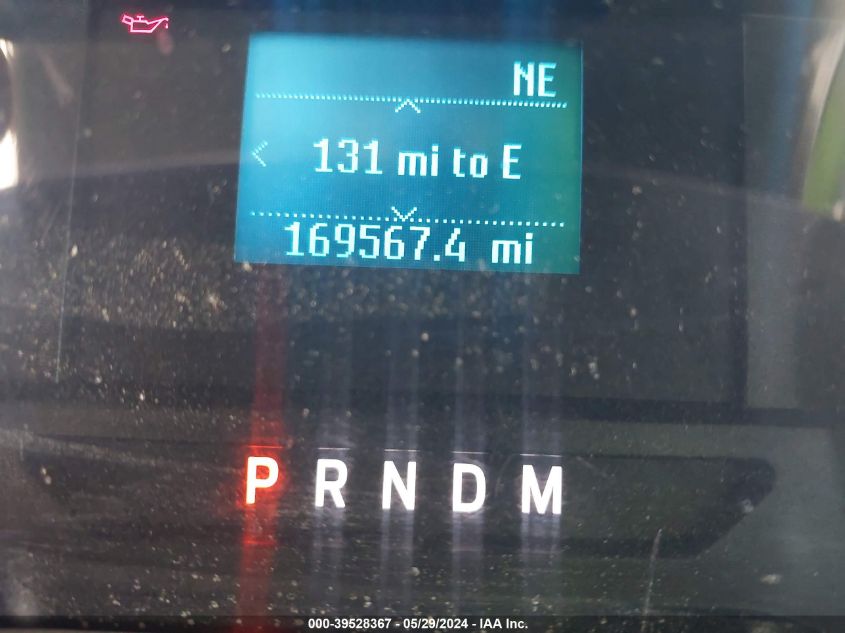 NE
131 mi to E
169567.4 mi
P R N D M
000-39528367 - 05/29/2024 - IAA Inc.